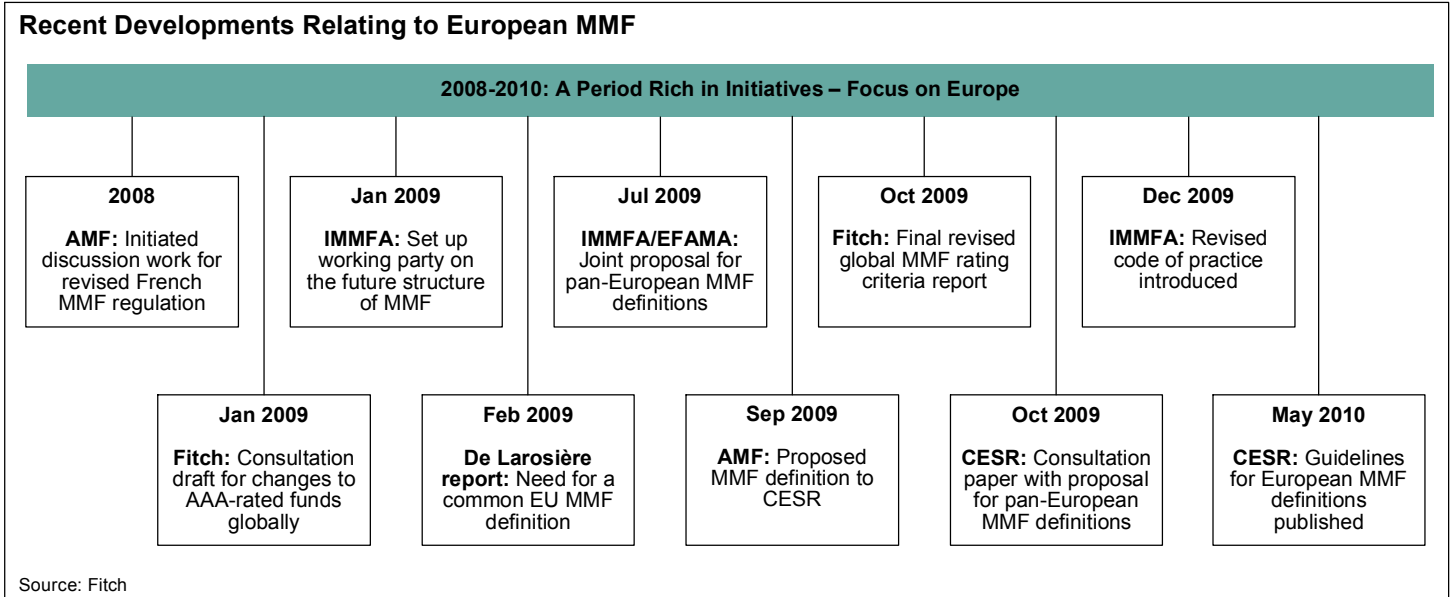 Recent Developments Relating to European MMF
2008-2010: A Period Rich in Initiatives – Focus on Europe
2008
AMF: Initiated
discussion work for
revised French
MMF regulation
Jan 2009
IMMFA: Set up
working party on
the future structure
of MMF
Jul 2009
IMMFA/EFAMA:
Joint proposal for
pan-European MMF
definitions
Oct 2009
Fitch: Final revised
global MMF rating
criteria report
Dec 2009
IMMFA: Revised
code of practice
introduced
Jan 2009
Fitch: Consultation
draft for changes to
AAA-rated funds
globally
Feb 2009
De Larosière
report: Need for a
common EU MMF
definition
Sep 2009
AMF: Proposed
MMF definition to
CESR
Oct 2009
CESR: Consultation
paper with proposal
for pan-European
MMF definitions
May 2010
CESR: Guidelines
for European MMF
definitions
published
Source: Fitch